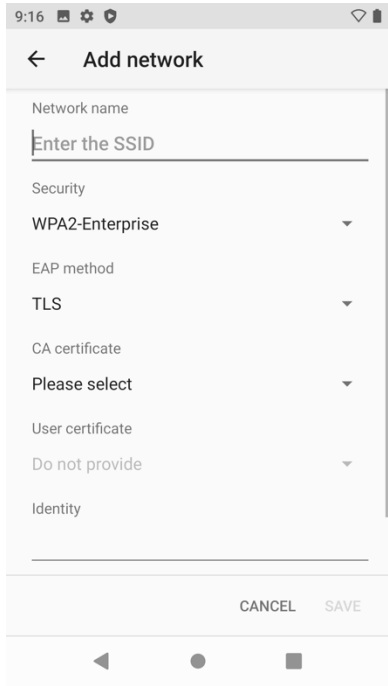 9:16
Add network
Network name
Enter the SSID
Security
WPA2-Enterprise
EAP method
TLS
CA certificate
Please select
User certificate
Do not provide
Identity
CANCEL SAVE